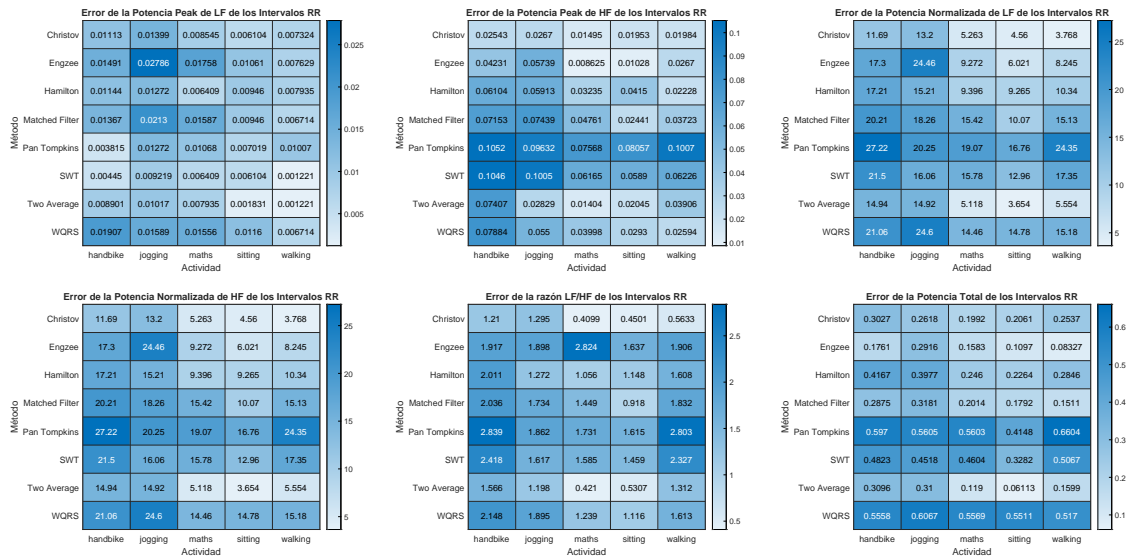 Error de la Potencia Peak de LF de los Intervalos RR
Método
Christov 0.01113 0.01399 0.008545 0.006104 0.007324
Engzee 0.01491 0.02786 0.01758 0.01061 0.007629
Hamilton 0.01144 0.01272 0.006409 0.00946 0.007935
Matched Filter 0.01367 0.0213 0.01587 0.00946 0.006714
Pan Tompkins 0.003815 0.01272 0.01068 0.007019 0.01007
SWT 0.00445 0.009219 0.006409 0.006104 0.001221
Two Average 0.008901 0.01017 0.007935 0.001831 0.001221
WQRS 0.01907 0.01589 0.01556 0.0116 0.006714
handbike jogging maths sitting walking
Actividad
0.025
0.02
0.015
0.01
0.005
Error de la Potencia Peak de HF de los Intervalos RR
Método
Christov 0.02543 0.0267 0.01495 0.01953 0.01984
Engzee 0.04231 0.05739 0.008625 0.01028 0.0267
Hamilton 0.06104 0.05913 0.03235 0.0415 0.02228
Matched Filter 0.07153 0.07439 0.04761 0.02441 0.03723
Pan Tompkins 0.1052 0.09632 0.07568 0.08057 0.1007
SWT 0.1046 0.1005 0.06165 0.0589 0.06226
Two Average 0.07407 0.02829 0.01404 0.02045 0.03906
WQRS 0.07884 0.055 0.03998 0.0293 0.02594
handbike jogging maths sitting walking
Actividad
0.1
0.09
0.08
0.07
0.06
0.05
0.04
0.03
0.02
0.01
Error de la Potencia Normalizada de LF de los Intervalos RR
Método
Christov 11.69 13.2 5.263 4.56 3.768
Engzee 17.3 24.46 9.272 6.021 8.245
Hamilton 17.21 15.21 9.396 9.265 10.34
Matched Filter 20.21 18.26 15.42 10.07 15.13
Pan Tompkins 27.22 20.25 19.07 16.76 24.35
SWT 21.5 16.06 15.78 12.96 17.35
Two Average 14.94 14.92 5.118 3.654 5.554
WQRS 21.06 24.6 14.46 14.78 15.18
handbike jogging maths sitting walking
Actividad
25
20
15
10
5
Error de la Potencia Normalizada de HF de los Intervalos RR
Método
Christov 11.69 13.2 5.263 4.56 3.768
Engzee 17.3 24.46 9.272 6.021 8.245
Hamilton 17.21 15.21 9.396 9.265 10.34
Matched Filter 20.21 18.26 15.42 10.07 15.13
Pan Tompkins 27.22 20.25 19.07 16.76 24.35
SWT 21.5 16.06 15.78 12.96 17.35
Two Average 14.94 14.92 5.118 3.654 5.554
WQRS 21.06 24.6 14.46 14.78 15.18
handbike jogging maths sitting walking
Actividad
25
20
15
10
5
Error de la razón LF/HF de los Intervalos RR
Método
Christov 1.21 1.295 0.4099 0.4501 0.5633
Engzee 1.917 1.898 2.824 1.637 1.906
Hamilton 2.011 1.272 1.056 1.148 1.608
Matched Filter 2.036 1.734 1.449 0.918 1.832
Pan Tompkins 2.839 1.862 1.731 1.615 2.803
SWT 2.418 1.617 1.585 1.459 2.327
Two Average 1.566 1.198 0.421 0.5307 1.312
WQRS 2.148 1.895 1.239 1.116 1.613
handbike jogging maths sitting walking
Actividad
2.5
2
1.5
1
0.5
Error de la Potencia Total de los Intervalos RR
Método
Christov 0.3027 0.2618 0.1992 0.2061 0.2537
Engzee 0.1761 0.2916 0.1583 0.1097 0.08327
Hamilton 0.4167 0.3977 0.246 0.2264 0.2846
Matched Filter 0.2875 0.3181 0.2014 0.1792 0.1511
Pan Tompkins 0.597 0.5605 0.5603 0.4148 0.6604
SWT 0.4823 0.4518 0.4604 0.3282 0.5067
Two Average 0.3096 0.31 0.119 0.06113 0.1599
WQRS 0.5558 0.6067 0.5569 0.5511 0.517
handbike jogging maths sitting walking
Actividad
0.6
0.5
0.4
0.3
0.2
0.1